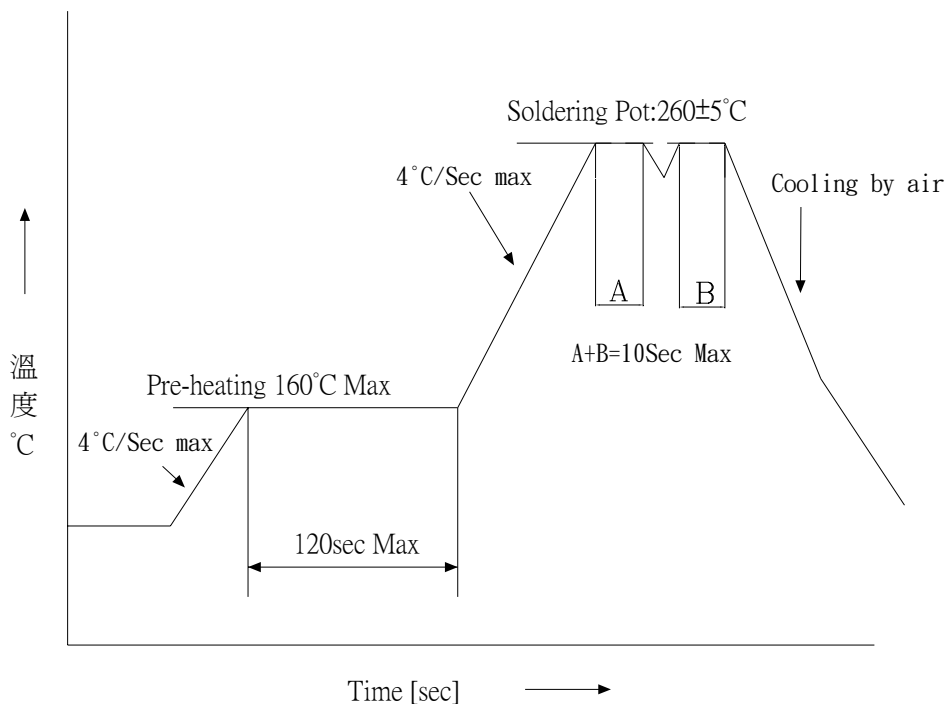 Soldering Pot:260±5°C
4°C/Sec max
Cooling by air
A
B
A+B=10Sec Max
溫度°C
Pre-heating 160°C Max
4°C/Sec max
120sec Max
Time [sec]